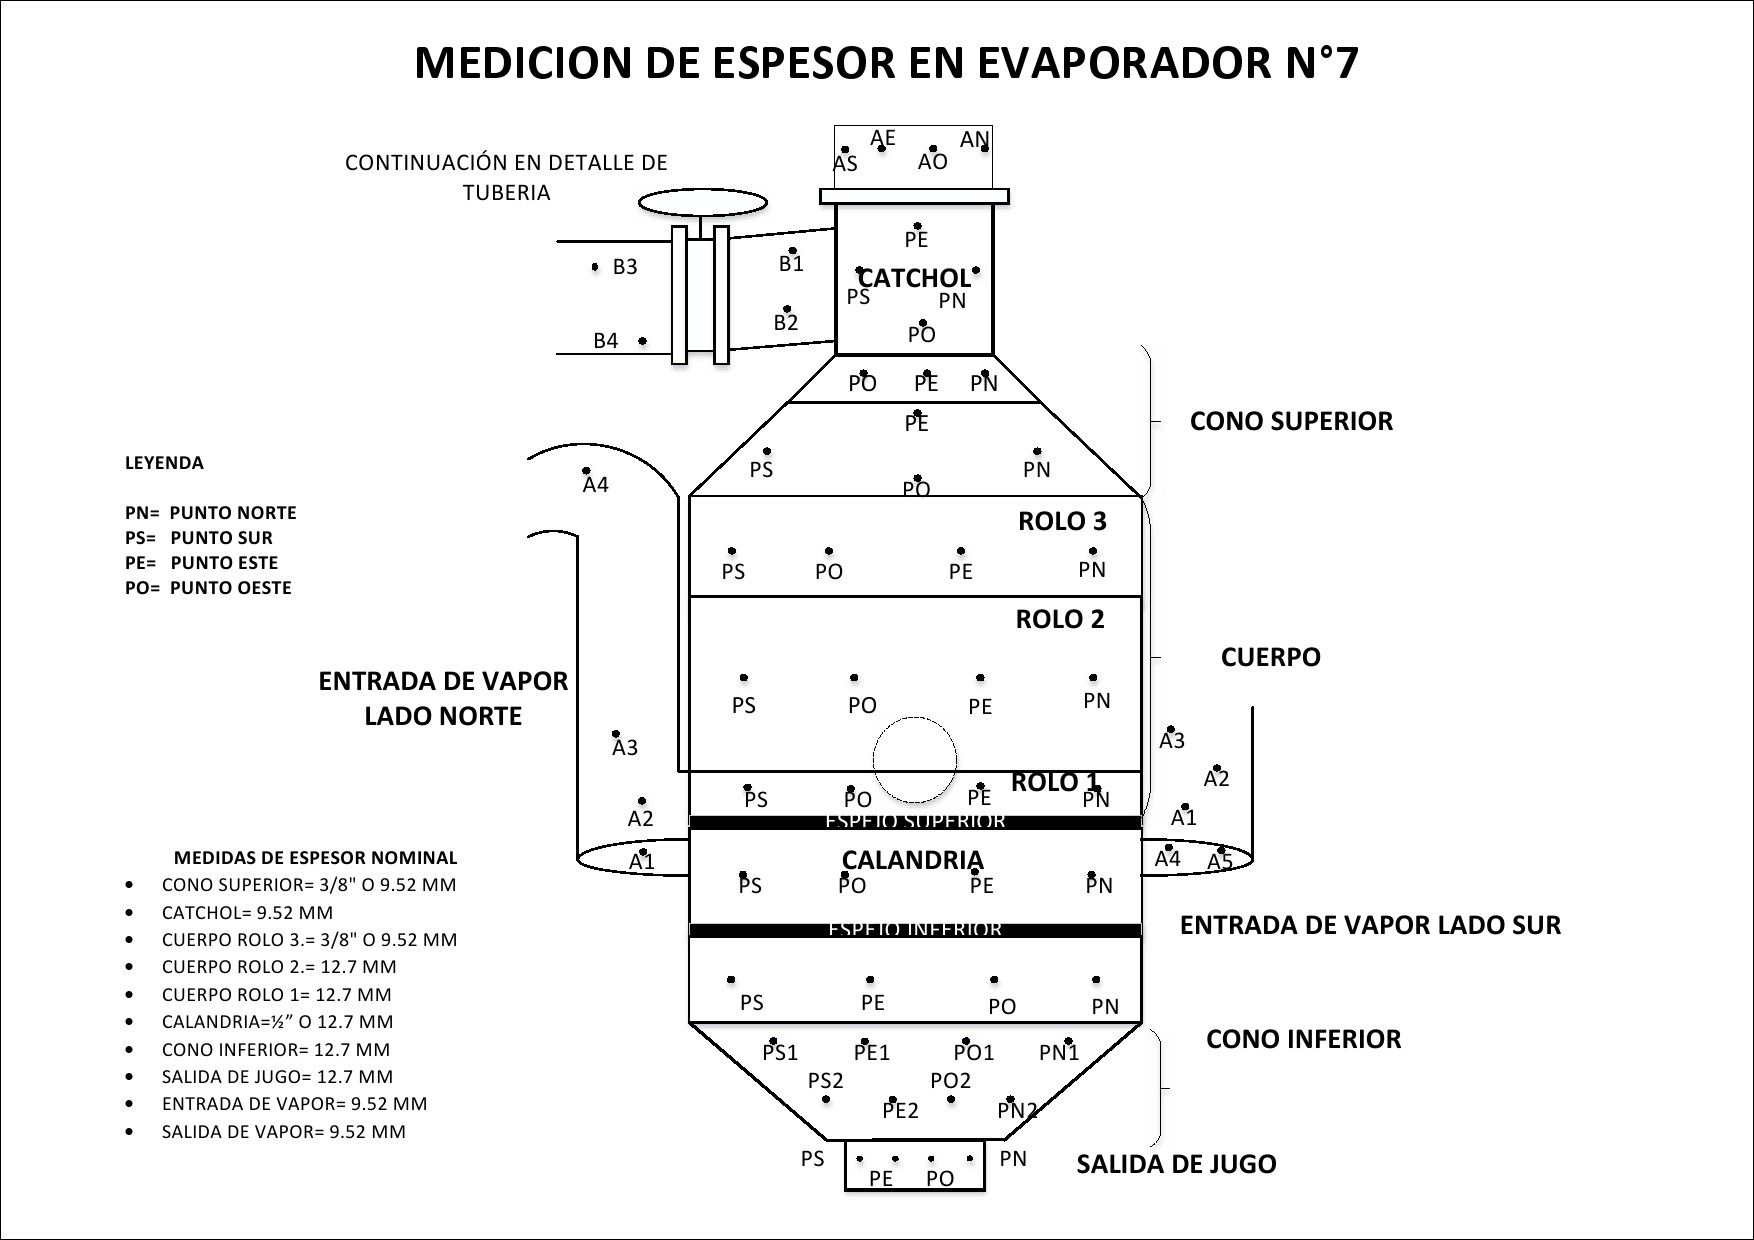 MEDICION DE ESPESOR EN EVAPORADOR N°7
CONTINUACIÓN EN DETALLE DE
TUBERIA
AE
AN
AS
AO
PE
B3
B1
CATCHOL
PS
PN
B2
PO
B4
PO PE PN
PE
CONO SUPERIOR
PS
PN
PO
A4
LEYENDA
PN= PUNTO NORTE
PS= PUNTO SUR
PE= PUNTO ESTE
PO= PUNTO OESTE
ROLO 3
PS PO PE PN
ROLO 2
CUERPO
ENTRADA DE VAPOR
LADO NORTE
PS PO PE PN
A3
A3
A2
ROLO 1
PS PO PE PN
A2
A1
ESPEJO SUPERIOR
A1
CALANDRIA
A4 A5
PS PO PE PN
ESPEJO INFERIOR
ENTRADA DE VAPOR LADO SUR
MEDIDAS DE ESPESOR NOMINAL
• CONO SUPERIOR= 3/8" O 9.52 MM
• CATCHOL= 9.52 MM
• CUERPO ROLO 3.= 3/8" O 9.52 MM
• CUERPO ROLO 2.= 12.7 MM
• CUERPO ROLO 1= 12.7 MM
• CALANDRIA=½” O 12.7 MM
• CONO INFERIOR= 12.7 MM
• SALIDA DE JUGO= 12.7 MM
• ENTRADA DE VAPOR= 9.52 MM
• SALIDA DE VAPOR= 9.52 MM
PS PE PO PN
CONO INFERIOR
PS1 PE1 PO1 PN1
PS2 PO2
PE2 PN2
PS PN
SALIDA DE JUGO
PE PO